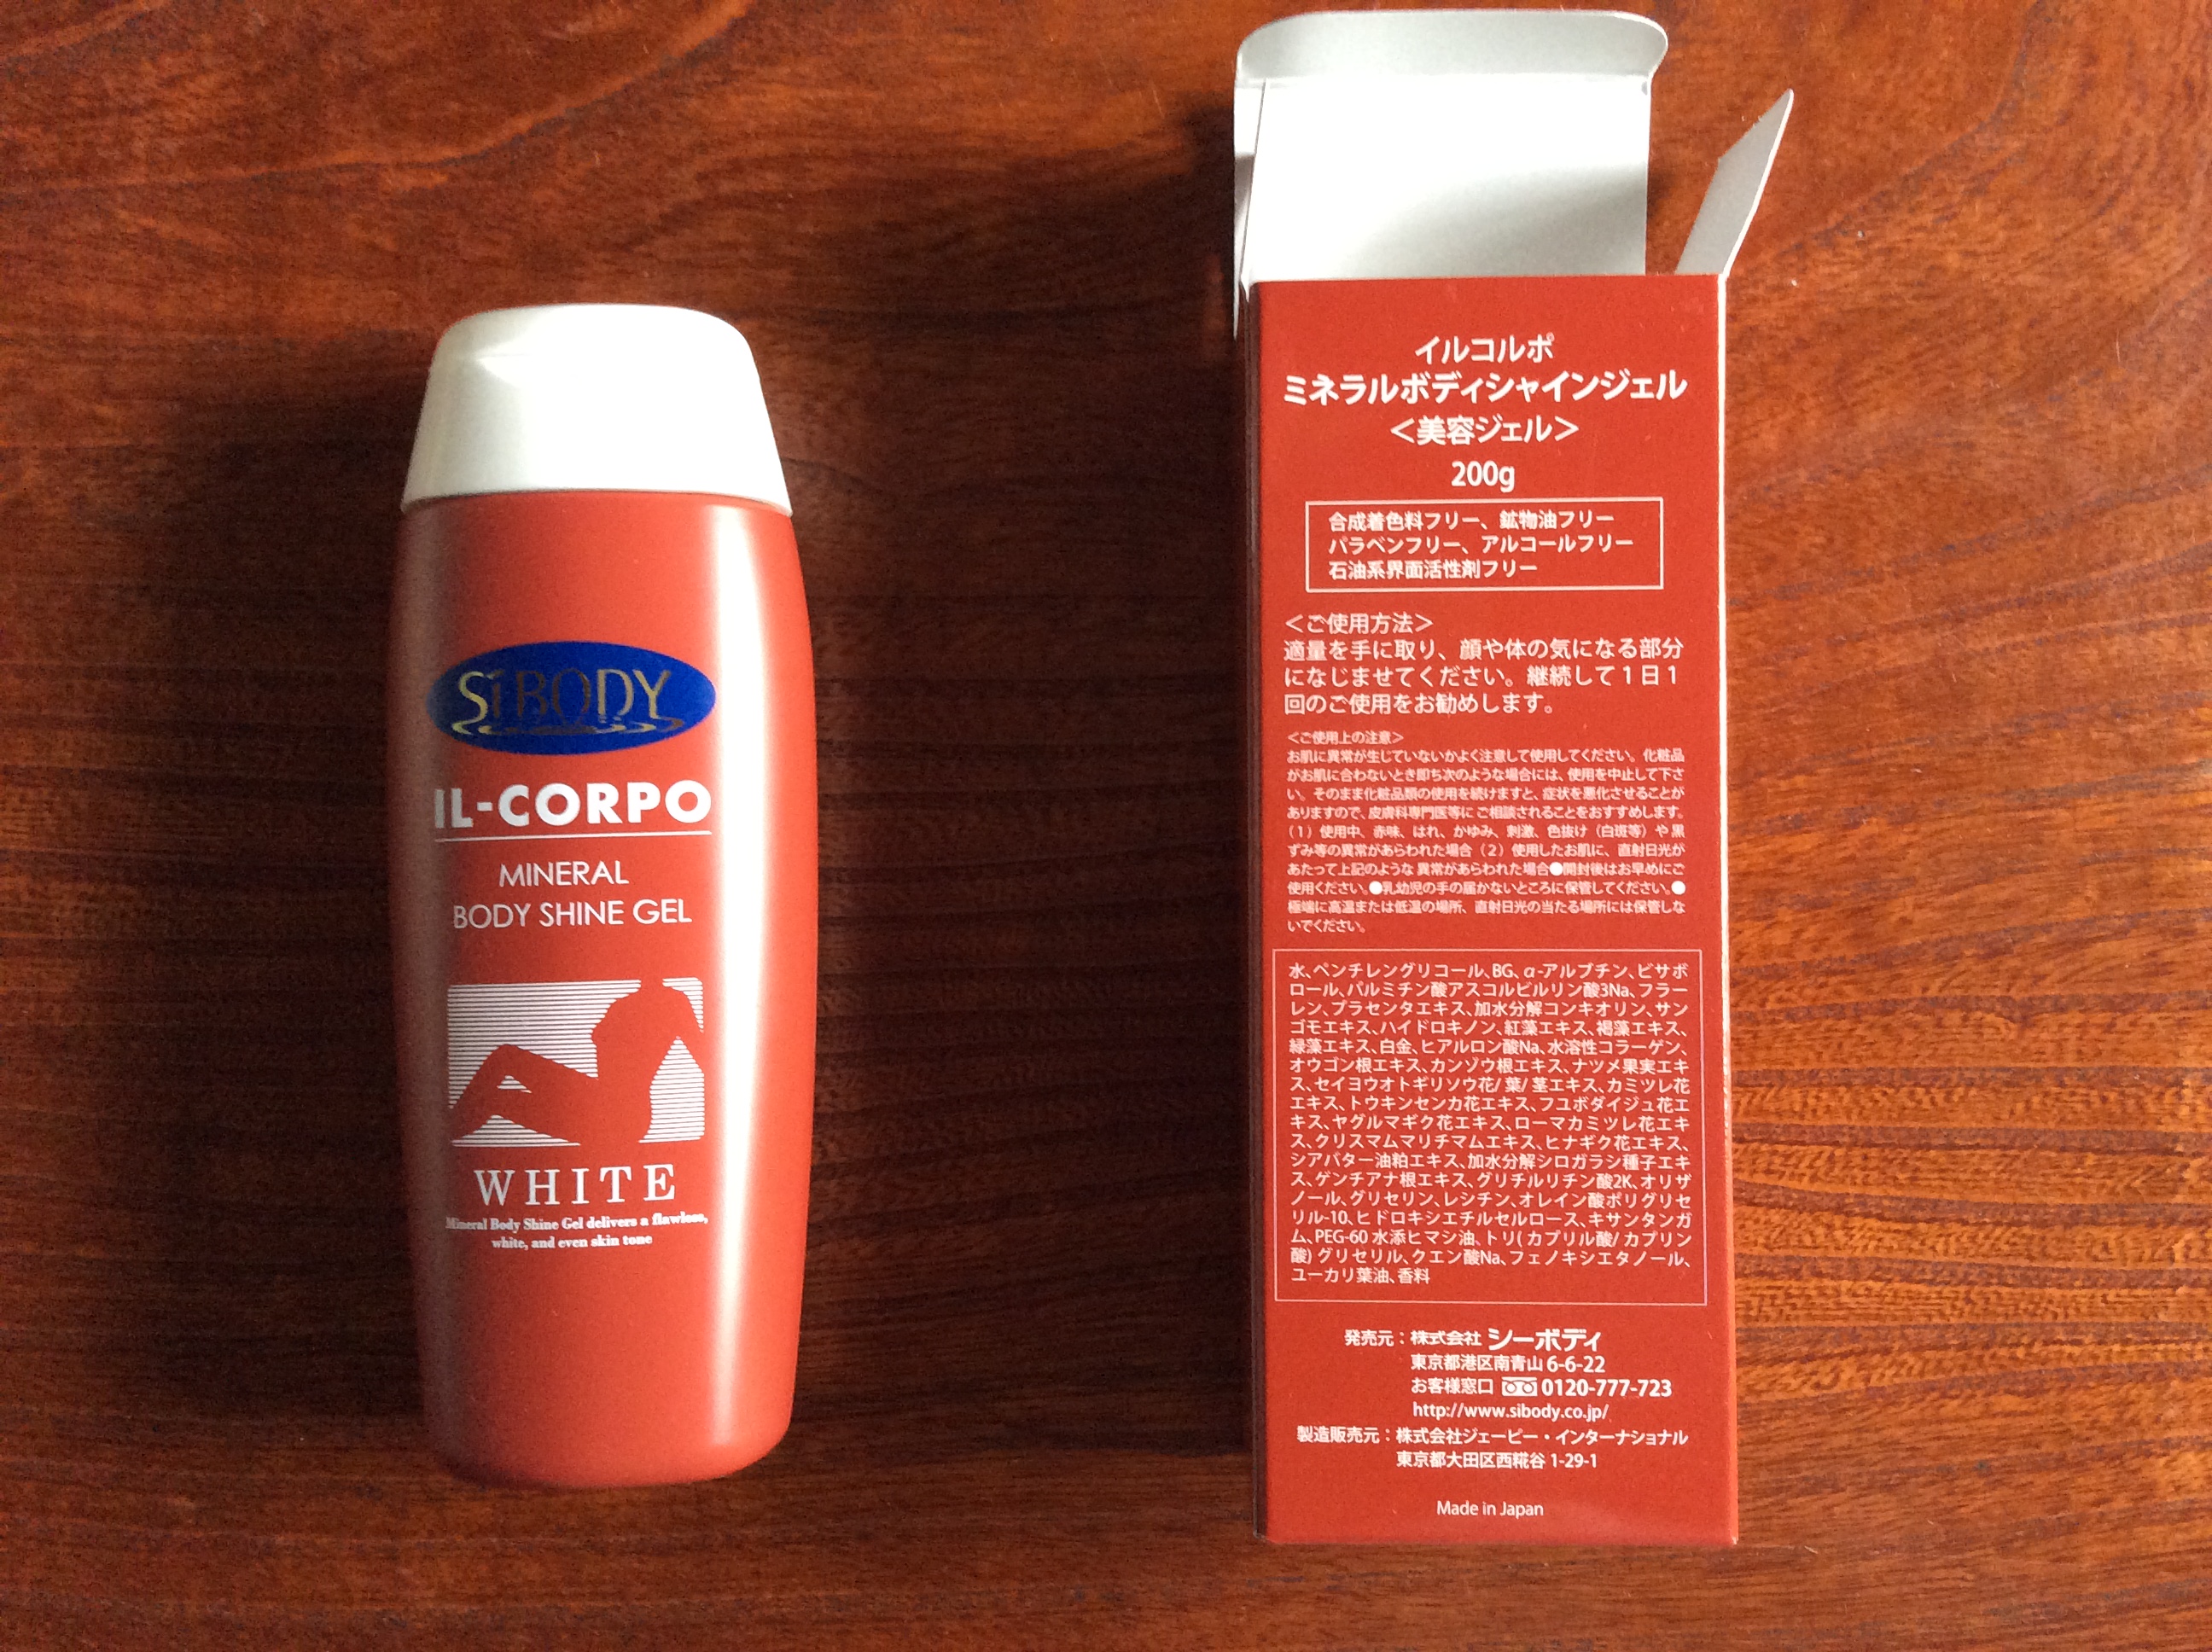 Si BODY
IL-CORPO
MINERAL
BODY SHINE GEL
WHITE
Mineral Body Shine Gel delivers a flawless,
white, and even skin tone
イルコルポ
ミネラルボディシャインジェル
＜美容ジェル＞
200g
合成着色料フリー、鉱物油フリー
パラベンフリー、アルコールフリー
石油系界面活性剤フリー
＜ご使用方法＞
適量を手に取り、顔や体の気になる部分
になじませてください。継続して1日1
回のご使用をお勧めします。
＜ご使用上の注意＞
お肌に異常が生じていないかよく注意して使用してください。化粧品
がお肌に合わないとき即ち次のような場合には、使用を中止して下さ
い。そのまま化粧品類の使用を続けますと、症状を悪化させることが
ありますので、皮膚科専門医等にご相談されることをおすすめします。
（1）使用中、赤味、はれ、かゆみ、刺激、色抜け（白斑等）や黒
ずみ等の異常があらわれた場合（2）使用したお肌に、直射日光が
あたって上記のような異常があらわれた場合●開封後はお早めにご
使用ください。●乳幼児の手の届かないところに保管してください。●
極端に高温または低温の場所、直射日光の当たる場所には保管しな
いでください。
水、ペンチレングリコール、BG、α-アルブチン、ビサボ
ロール、パルミチン酸アスコルビルリン酸3Na、フラー
レン、プラセンタエキス、加水分解コンキオリン、サン
ゴモエキス、ハイドロキノン、紅藻エキス、褐藻エキス、
緑藻エキス、白金、ヒアルロン酸Na、水溶性コラーゲン、
オウゴン根エキス、カンゾウ根エキス、ナツメ果実エキ
ス、セイヨウオトギリソウ花/葉/茎エキス、カミツレ花
エキス、トウキンセンカ花エキス、フユボダイジュ花エ
キス、ヤグルマギク花エキス、ローマカミツレ花エキ
ス、クリスマムマリチマムエキス、ヒナギク花エキス、
シアバター油粕エキス、加水分解シロガラシ種子エキ
ス、ゲンチアナ根エキス、グリチルリチン酸2K、オリザ
ノール、グリセリン、レシチン、オレイン酸ポリグリセ
リル-10、ヒドロキシエチルセルロース、キサンタンガ
ム、PEG-60水添ヒマシ油、トリ(カプリル酸/カプリン
酸)グリセリル、クエン酸Na、フェノキシエタノール、
ユーカリ葉油、香料
発売元：株式会社 シーボディ
東京都港区南青山 6-6-22
お客様窓口 0120-777-723
http://www.sibody.co.jp/
製造販売元：株式会社ジェーピー・インターナショナル
東京都大田区西糀谷 1-29-1
Made in Japan